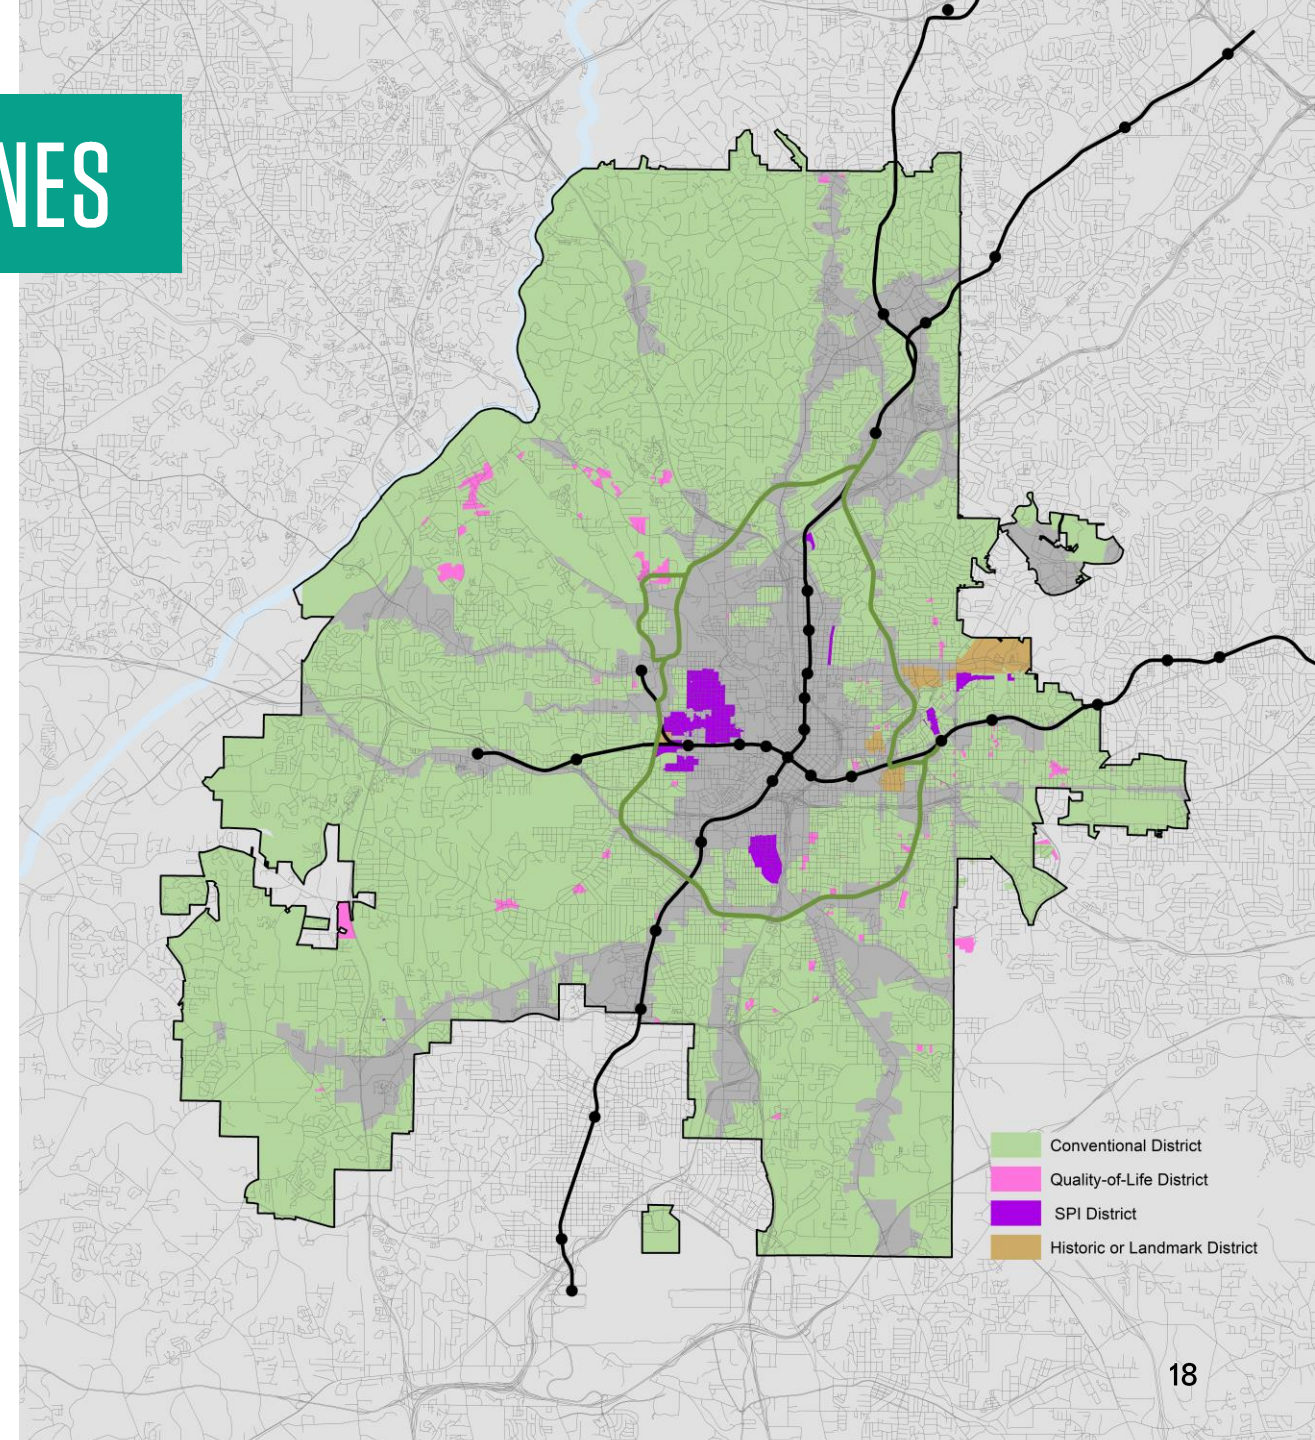 NES
Conventional District
Quality-of-Life District
SPI District
Historic or Landmark District
18